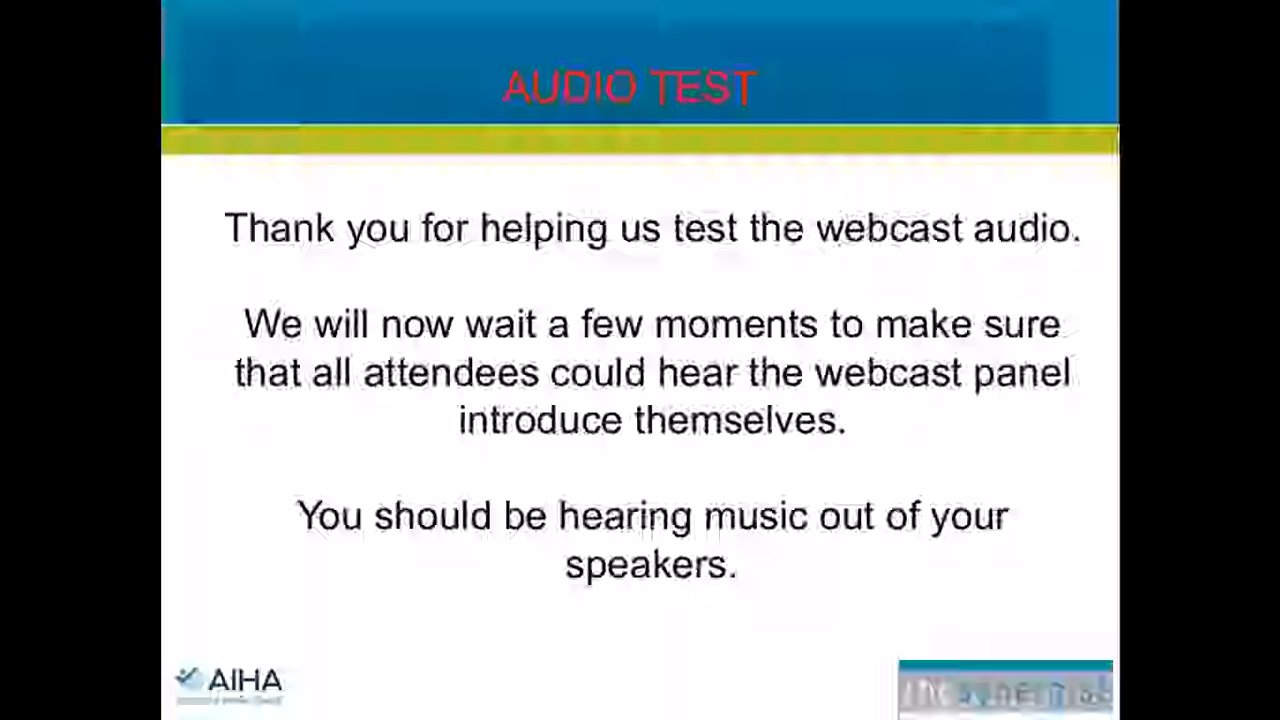 AUDIO TEST
Thank you for helping us test the webcast audio.
We will now wait a few moments to make sure
that all attendees could hear the webcast panel
introduce themselves.
You should be hearing music out of your
speakers.
AIHA